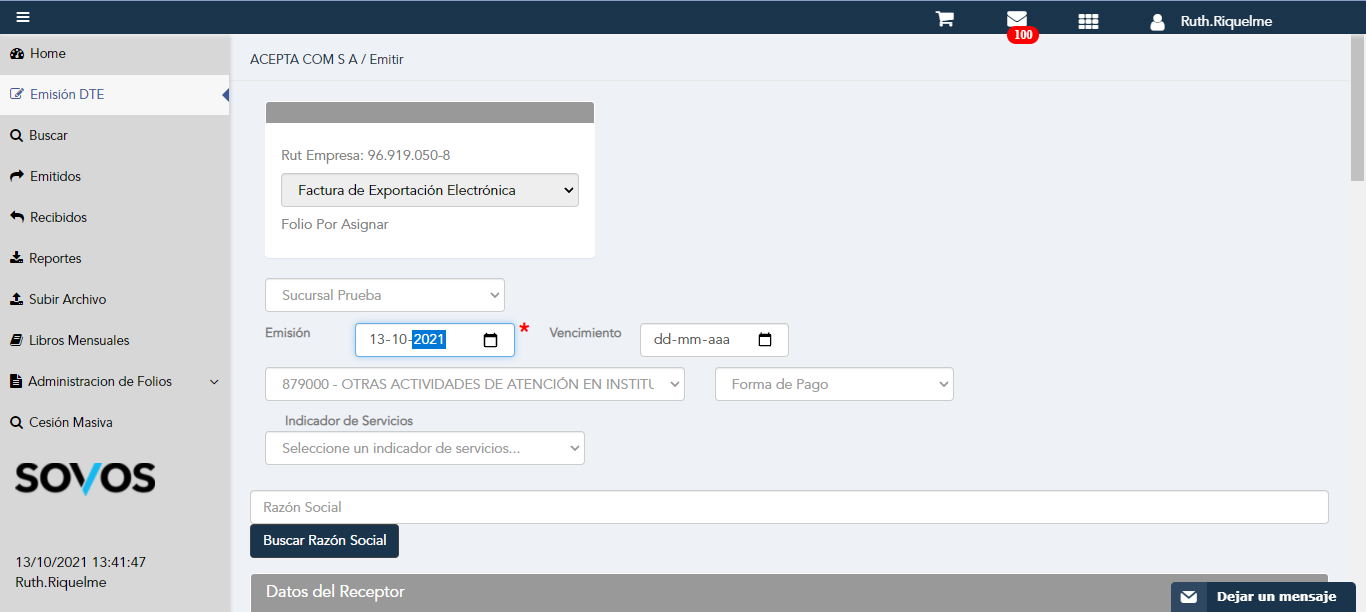 Ruth.Riquelme
100
Home
Emisión DTE
Buscar
Emitidos
Recibidos
Reportes
Subir Archivo
Libros Mensuales
Administracion de Folios
Cesión Masiva
SOVOS
13/10/2021 13:41:47
Ruth.Riquelme
ACEPTA COM S A / Emitir
Rut Empresa: 96.919.050-8
Factura de Exportación Electrónica
Folio Por Asignar
Sucursal Prueba
Emisión 13-10-2021 * Vencimiento dd-mm-aaa
879000 - OTRAS ACTIVIDADES DE ATENCIÓN EN INSTITU Forma de Pago
Indicador de Servicios
Seleccione un indicador de servicios...
Razón Social
Buscar Razón Social
Datos del Receptor
Dejar un mensaje